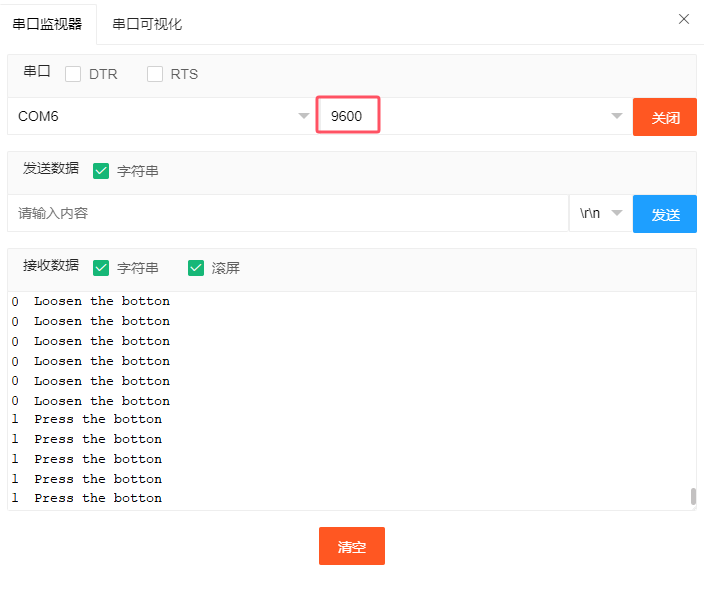 串口监视器 串口可视化
串口 DTR RTS
COM6 9600 关闭
发送数据 字符串
请输入内容 \r\n 发送
接收数据 字符串 滚屏
0 Loosen the botton
0 Loosen the botton
0 Loosen the botton
0 Loosen the botton
0 Loosen the botton
0 Loosen the botton
1 Press the botton
1 Press the botton
1 Press the botton
1 Press the botton
1 Press the botton
清空